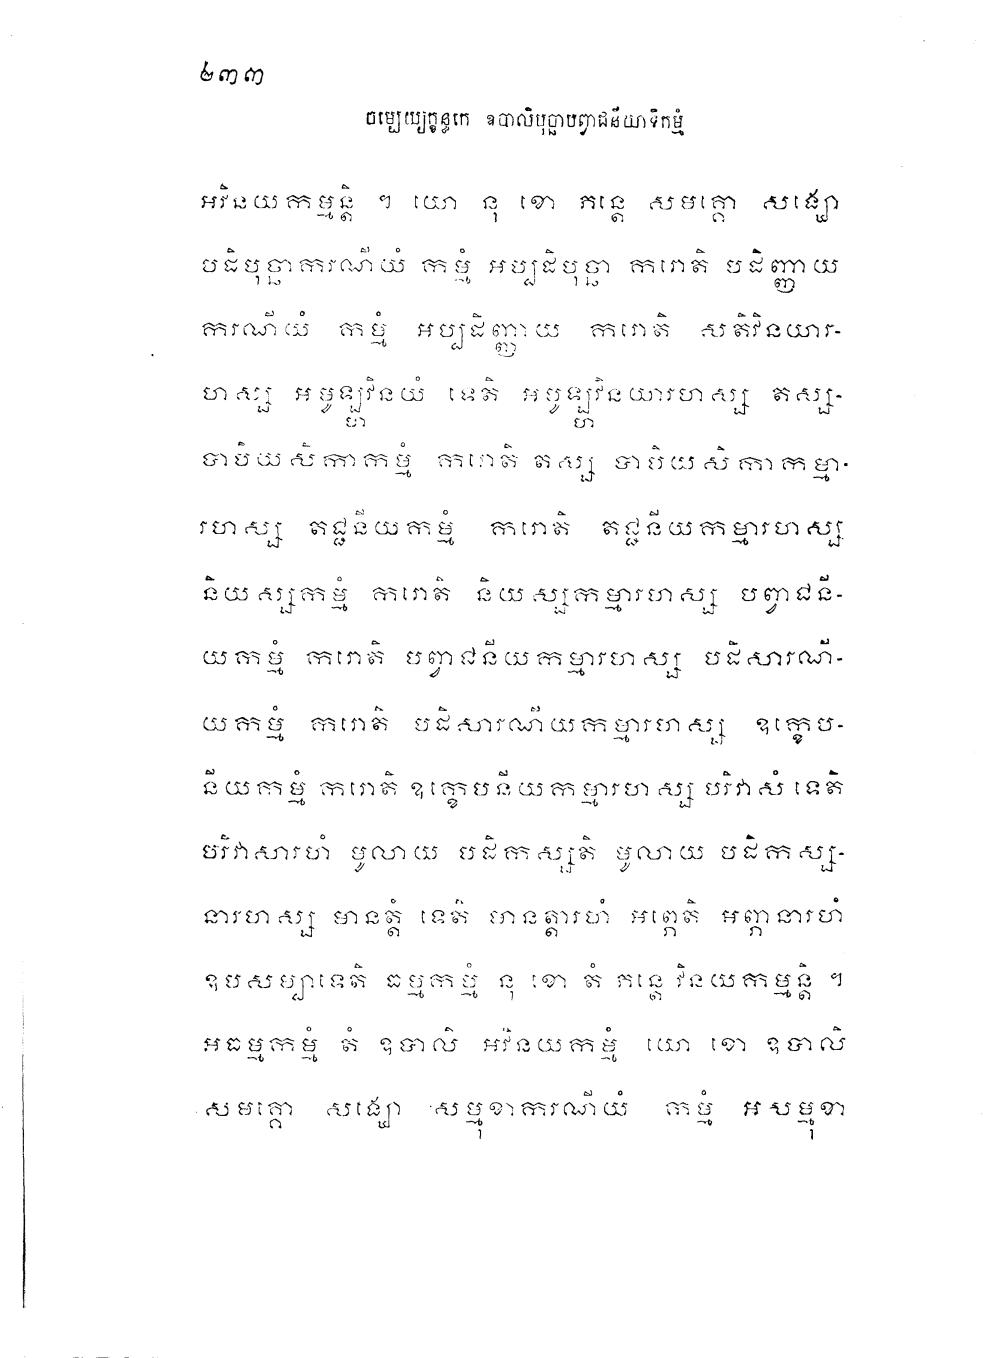 ២៣៣
ចម្បេយ្យក្ខន្ធកេ ឧបាលិបុច្ឆាបព្វាជនីយាទិកម្មំ
អវិនយកម្មន្តិ ។ យោ នុ ខោ ភន្តេ សមគ្គោ សង្ឃោ
បដិបុច្ឆាករណីយំ កម្មំ អប្បដិបុច្ឆា ករោតិ បដិញ្ញាយ
ករណីយំ កម្មំ អប្បដិញ្ញាយ ករោតិ សតិវិនយារ-
ហស្ស អមូឡ្ហវិនយំ ទេតិ អមូឡ្ហវិនយារហស្ស តស្ស-
បាបិយសិកាកម្មំ ករោតិ តស្ស បាបិយសិកាកម្មា-
រហស្ស តជ្ជនីយកម្មំ ករោតិ តជ្ជនីយកម្មារហស្ស
និយស្សកម្មំ ករោតិ និយស្សកម្មារហស្ស បព្វាជនី-
យកម្មំ ករោតិ បព្វាជនីយកម្មារហស្ស បដិសារណី-
យកម្មំ ករោតិ បដិសារណីយកម្មារហស្ស ឧក្ខេប-
នីយកម្មំ ករោតិ ឧក្ខេបនីយកម្មារហស្ស បរិវាសំ ទេតិ
បរិវាសារហំ មូលាយ បដិកស្សតិ មូលាយ បដិកស្ស-
នារហស្ស មានត្តំ ទេតិ មានត្តារហំ អព្ភេតិ អព្ភានារហំ
ឧបសម្បាទេតិ ធម្មកម្មំ នុ ខោ តំ ភន្តេ វិនយកម្មន្តិ ។
អធម្មកម្មំ តំ ឧបាលិ អវិនយកម្មំ យោ ខោ ឧបាលិ
សមគ្គោ សង្ឃោ សម្មុខាករណីយំ កម្មំ អសម្មុខា